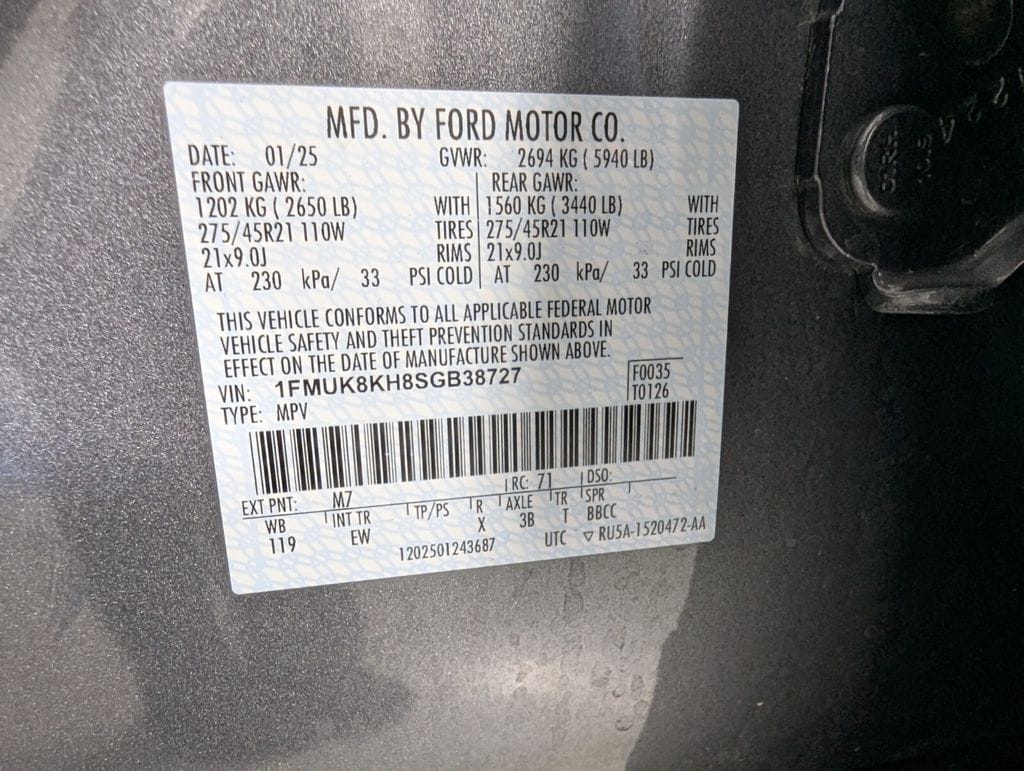 MFD. BY FORD MOTOR CO.
DATE: 01/25 GVWR: 2694 KG ( 5940 LB)
FRONT GAWR: REAR GAWR:
1202 KG ( 2650 LB) WITH 1560 KG ( 3440 LB) WITH
275/45R21 110W TIRES 275/45R21 110W TIRES
21x9.0J RIMS 21x9.0J RIMS
AT 230 kPa/ 33 PSI COLD AT 230 kPa/ 33 PSI COLD
THIS VEHICLE CONFORMS TO ALL APPLICABLE FEDERAL MOTOR
VEHICLE SAFETY AND THEFT PREVENTION STANDARDS IN
EFFECT ON THE DATE OF MANUFACTURE SHOWN ABOVE.
VIN: 1FMUK8KH8SGB38727 F0035
TYPE: MPV T0126
EXT PNT: M7 RC: 71 DSO:
WB INT TR TP/PS R AXLE TR SPR
119 EW X 3B T BBCC
1202501243687 UTC ▽ RU5A-1520472-AA